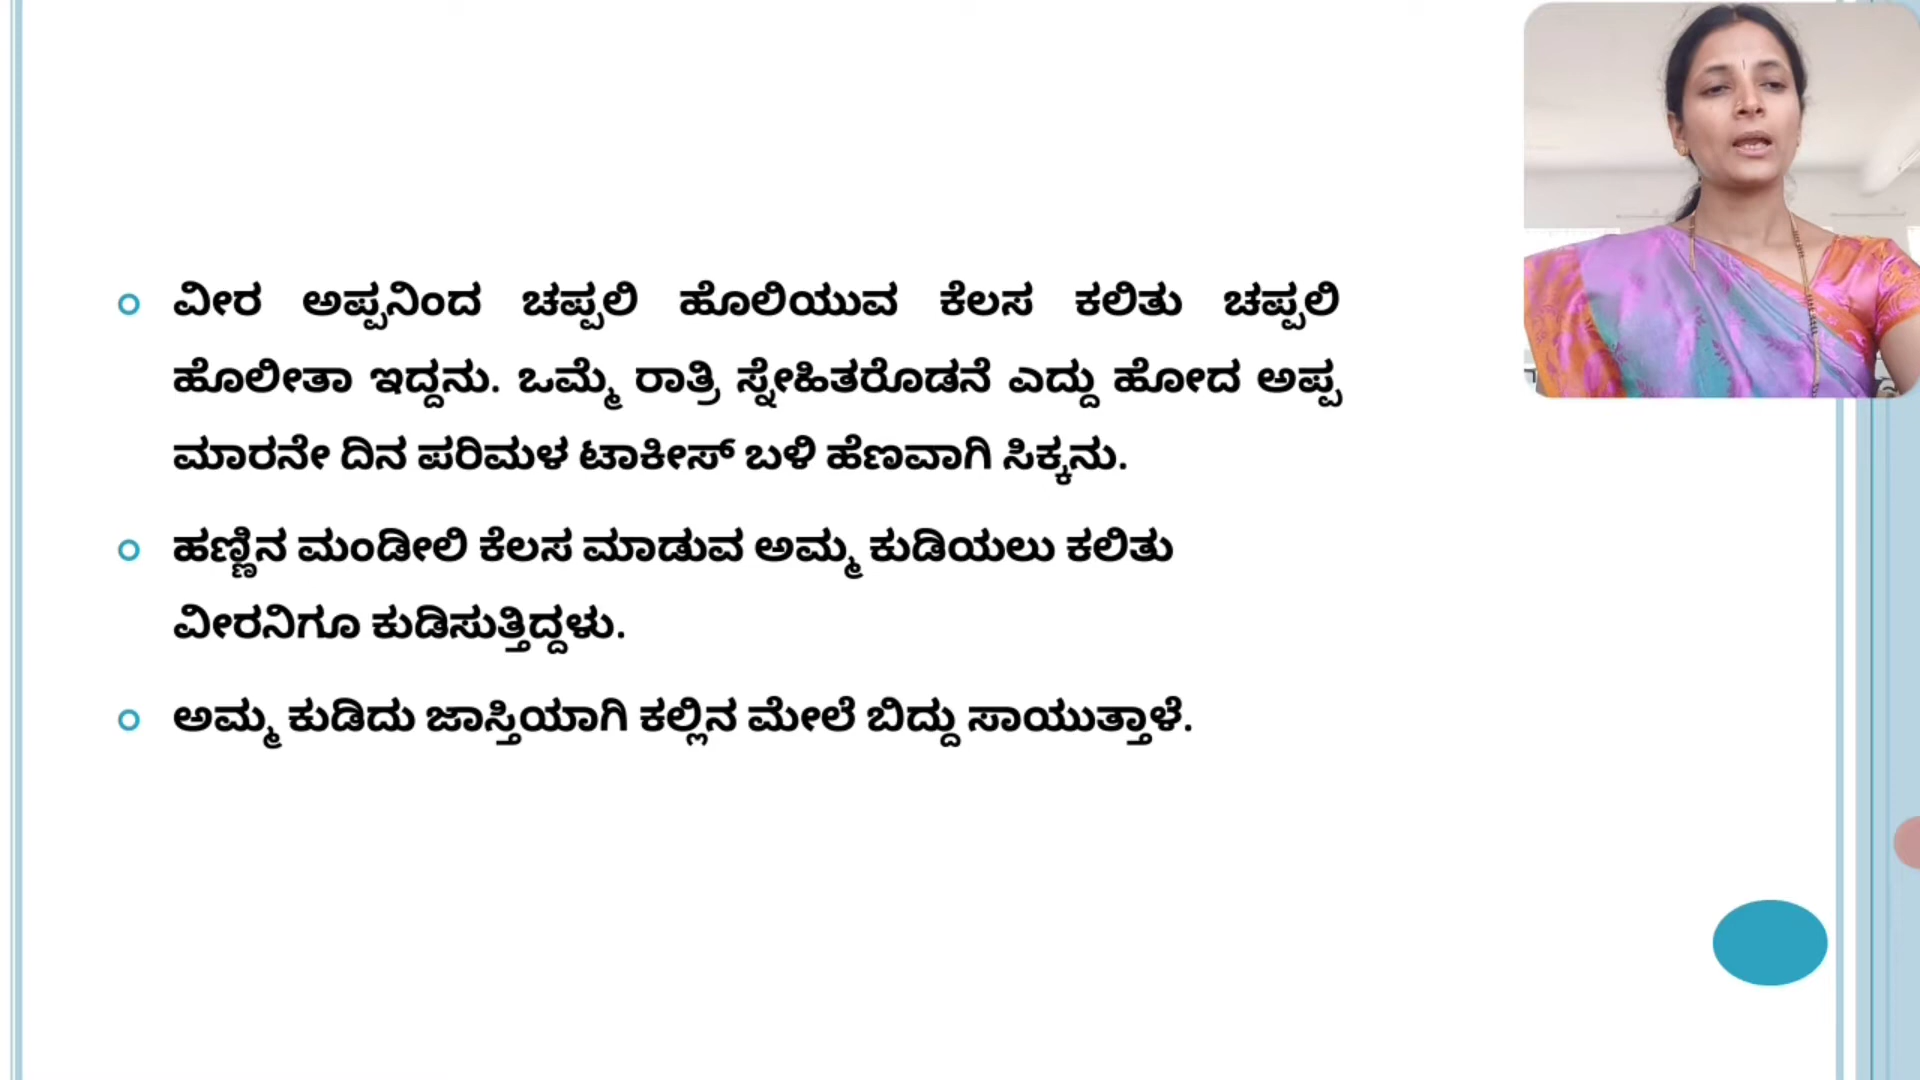 ವೀರ ಅಪ್ಪನಿಂದ ಚಪ್ಪಲಿ ಹೊಲಿಯುವ ಕೆಲಸ ಕಲಿತು ಚಪ್ಪಲಿ
ಹೊಲೀತಾ ಇದ್ದನು. ಒಮ್ಮೆ ರಾತ್ರಿ ಸ್ನೇಹಿತರೊಡನೆ ಎದ್ದು ಹೋದ ಅಪ್ಪ
ಮಾರನೇ ದಿನ ಪರಿಮಳ ಟಾಕೀಸ್ ಬಳಿ ಹೆಣವಾಗಿ ಸಿಕ್ಕನು.
ಹಣ್ಣಿನ ಮಂಡೀಲಿ ಕೆಲಸ ಮಾಡುವ ಅಮ್ಮ ಕುಡಿಯಲು ಕಲಿತು
ವೀರನಿಗೂ ಕುಡಿಸುತ್ತಿದ್ದಳು.
ಅಮ್ಮ ಕುಡಿದು ಜಾಸ್ತಿಯಾಗಿ ಕಲ್ಲಿನ ಮೇಲೆ ಬಿದ್ದು ಸಾಯುತ್ತಾಳೆ.